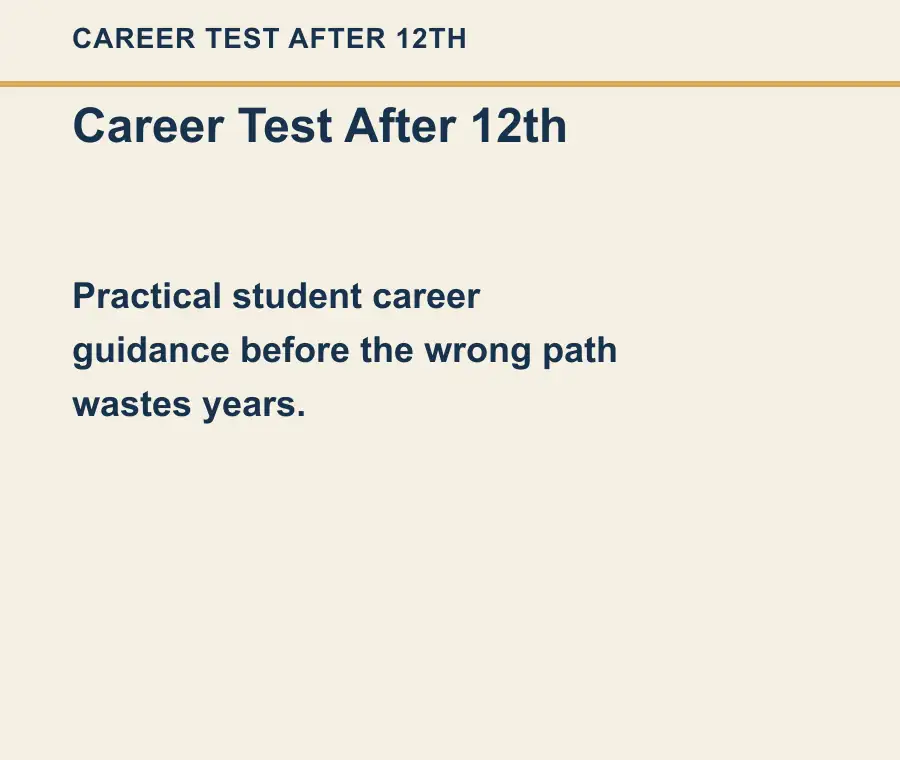 CAREER TEST AFTER 12TH
Career Test After 12th
Practical student career
guidance before the wrong path
wastes years.